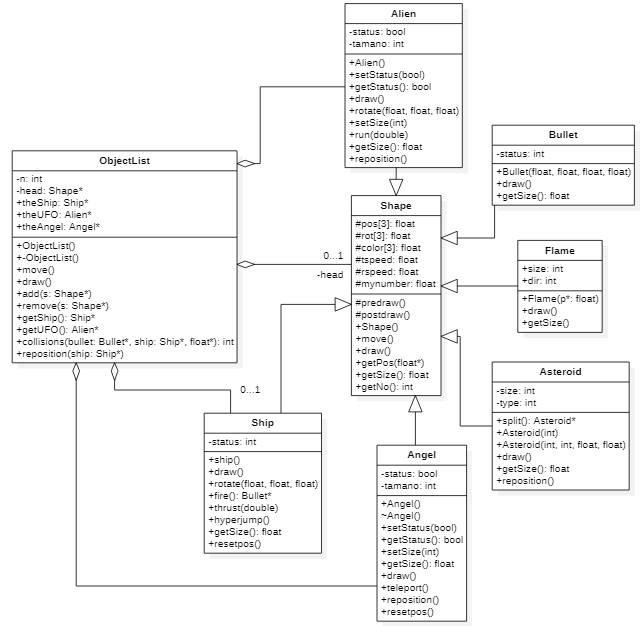 Alien
-status: bool
-tamano: int
+Alien()
+setStatus(bool)
+getStatus(): bool
+draw()
+rotate(float, float, float)
+setSize(int)
+run(double)
+getSize(): float
+reposition()
Bullet
-status: int
+Bullet(float, float, float, float)
+draw()
+getSize(): float
ObjectList
-n: int
-head: Shape*
+theShip: Ship*
+theUFO: Alien*
+theAngel: Angel*
+ObjectList()
+-ObjectList()
+move()
+draw()
+add(s: Shape*)
+remove(s: Shape*)
+getShip(): Ship*
+getUFO(): Alien*
+collisions(bullet: Bullet*, ship: Ship*, float*): int
+reposition(ship: Ship*)
0...1
-head
Shape
#pos[3]: float
#rot[3]: float
#color[3]: float
#tspeed: float
#rspeed: float
#mynumber: float
#predraw()
#postdraw()
+Shape()
+move()
+draw()
+getPos(float*)
+getSize(): float
+getNo(): int
Flame
+size: int
+dir: int
+Flame(p*: float)
+draw()
+getSize()
Asteroid
-size: int
-type: int
+split(): Asteroid*
+Asteroid(int)
+Asteroid(int, int, float, float)
+draw()
+getSize(): float
+reposition()
0...1
Ship
-status: int
+ship()
+draw()
+rotate(float, float, float)
+fire(): Bullet*
+thrust(double)
+hyperjump()
+getSize(): float
+resetpos()
Angel
-status: bool
-tamano: int
+Angel()
~Angel()
+setStatus(bool)
+getStatus(): bool
+setSize(int)
+getSize(): float
+draw()
+teleport()
+reposition()
+resetpos()